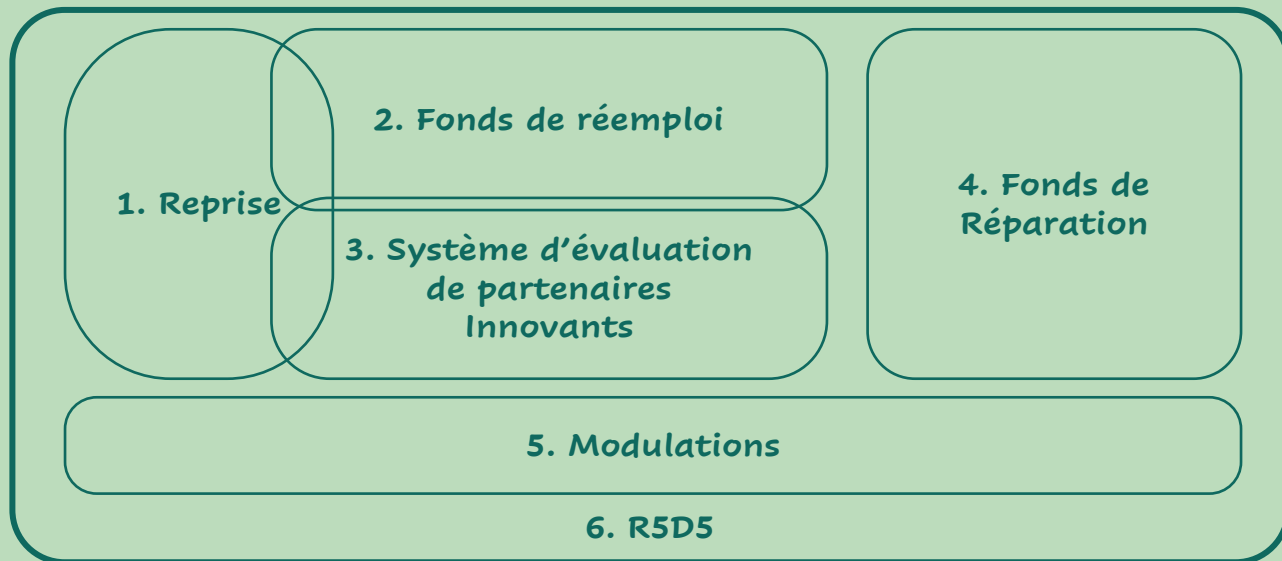 2. Fonds de réemploi
1. Reprise
3. Système d'évaluation
de partenaires
Innovants
4. Fonds de
Réparation
5. Modulations
6. R5D5